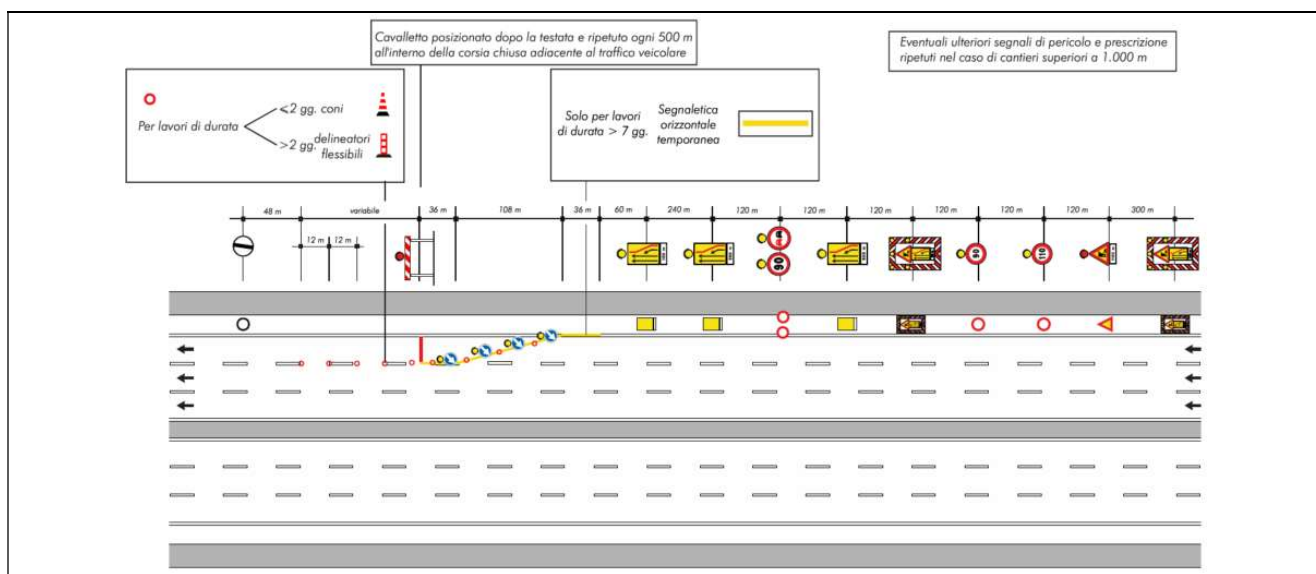 Cavalletto posizionato dopo la testata e ripetuto ogni 500 m
all'interno della corsia chiusa adiacente al traffico veicolare
Eventuali ulteriori segnali di pericolo e prescrizione
ripetuti nel caso di cantieri superiori a 1.000 m
Per lavori di durata
<2 gg. coni
>2 gg. delineatori
flessibili
Solo per lavori
di durata > 7 gg.
Segnaletica
orizzontale
temporanea
48 m
variabile
36 m
108 m
36 m
60 m
240 m
120 m
120 m
120 m
120 m
120 m
120 m
300 m
12 m
12 m
90
90
110